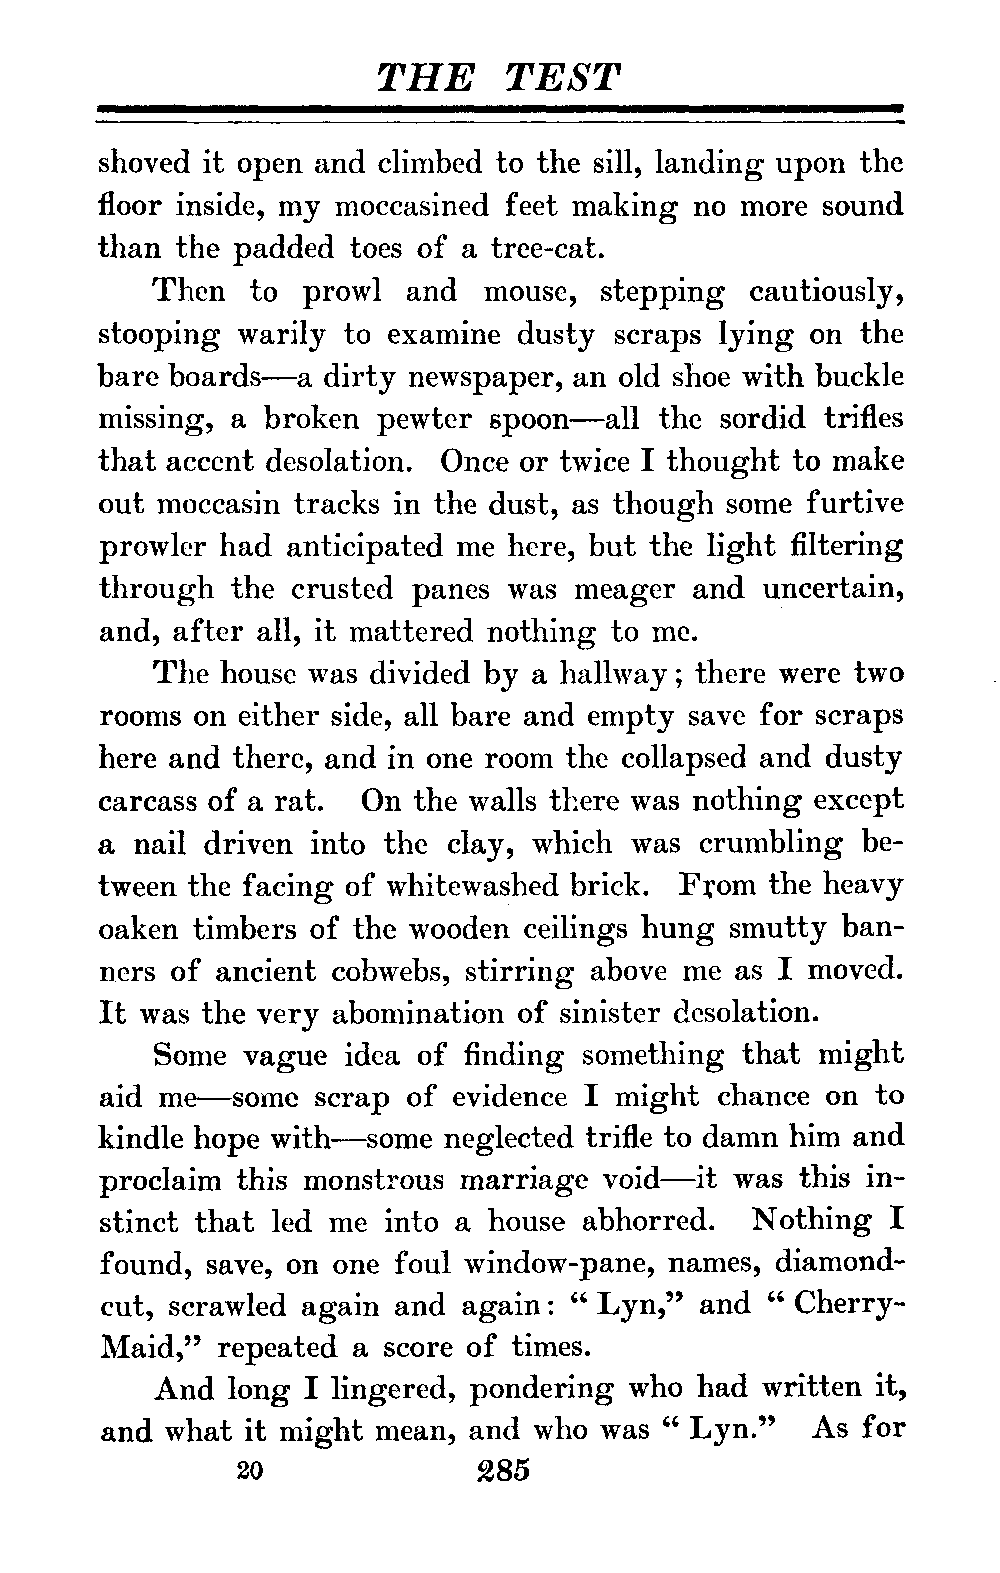 THE TEST
shoved it open and climbed to the sill, landing upon the
floor inside, my moccasined feet making no more sound
than the padded toes of a tree-cat.
Then to prowl and mouse, stepping cautiously,
stooping warily to examine dusty scraps lying on the
bare boards—a dirty newspaper, an old shoe with buckle
missing, a broken pewter spoon—all the sordid trifles
that accent desolation. Once or twice I thought to make
out moccasin tracks in the dust, as though some furtive
prowler had anticipated me here, but the light filtering
through the crusted panes was meager and uncertain,
and, after all, it mattered nothing to me.
The house was divided by a hallway; there were two
rooms on either side, all bare and empty save for scraps
here and there, and in one room the collapsed and dusty
carcass of a rat. On the walls there was nothing except
a nail driven into the clay, which was crumbling be-
tween the facing of whitewashed brick. From the heavy
oaken timbers of the wooden ceilings hung smutty ban-
ners of ancient cobwebs, stirring above me as I moved.
It was the very abomination of sinister desolation.
Some vague idea of finding something that might
aid me—some scrap of evidence I might chance on to
kindle hope with—some neglected trifle to damn him and
proclaim this monstrous marriage void—it was this in-
stinct that led me into a house abhorred. Nothing I
found, save, on one foul window-pane, names, diamond-
cut, scrawled again and again: “Lyn,” and “Cherry-
Maid,” repeated a score of times.
And long I lingered, pondering who had written it,
and what it might mean, and who was “Lyn.” As for
20 285